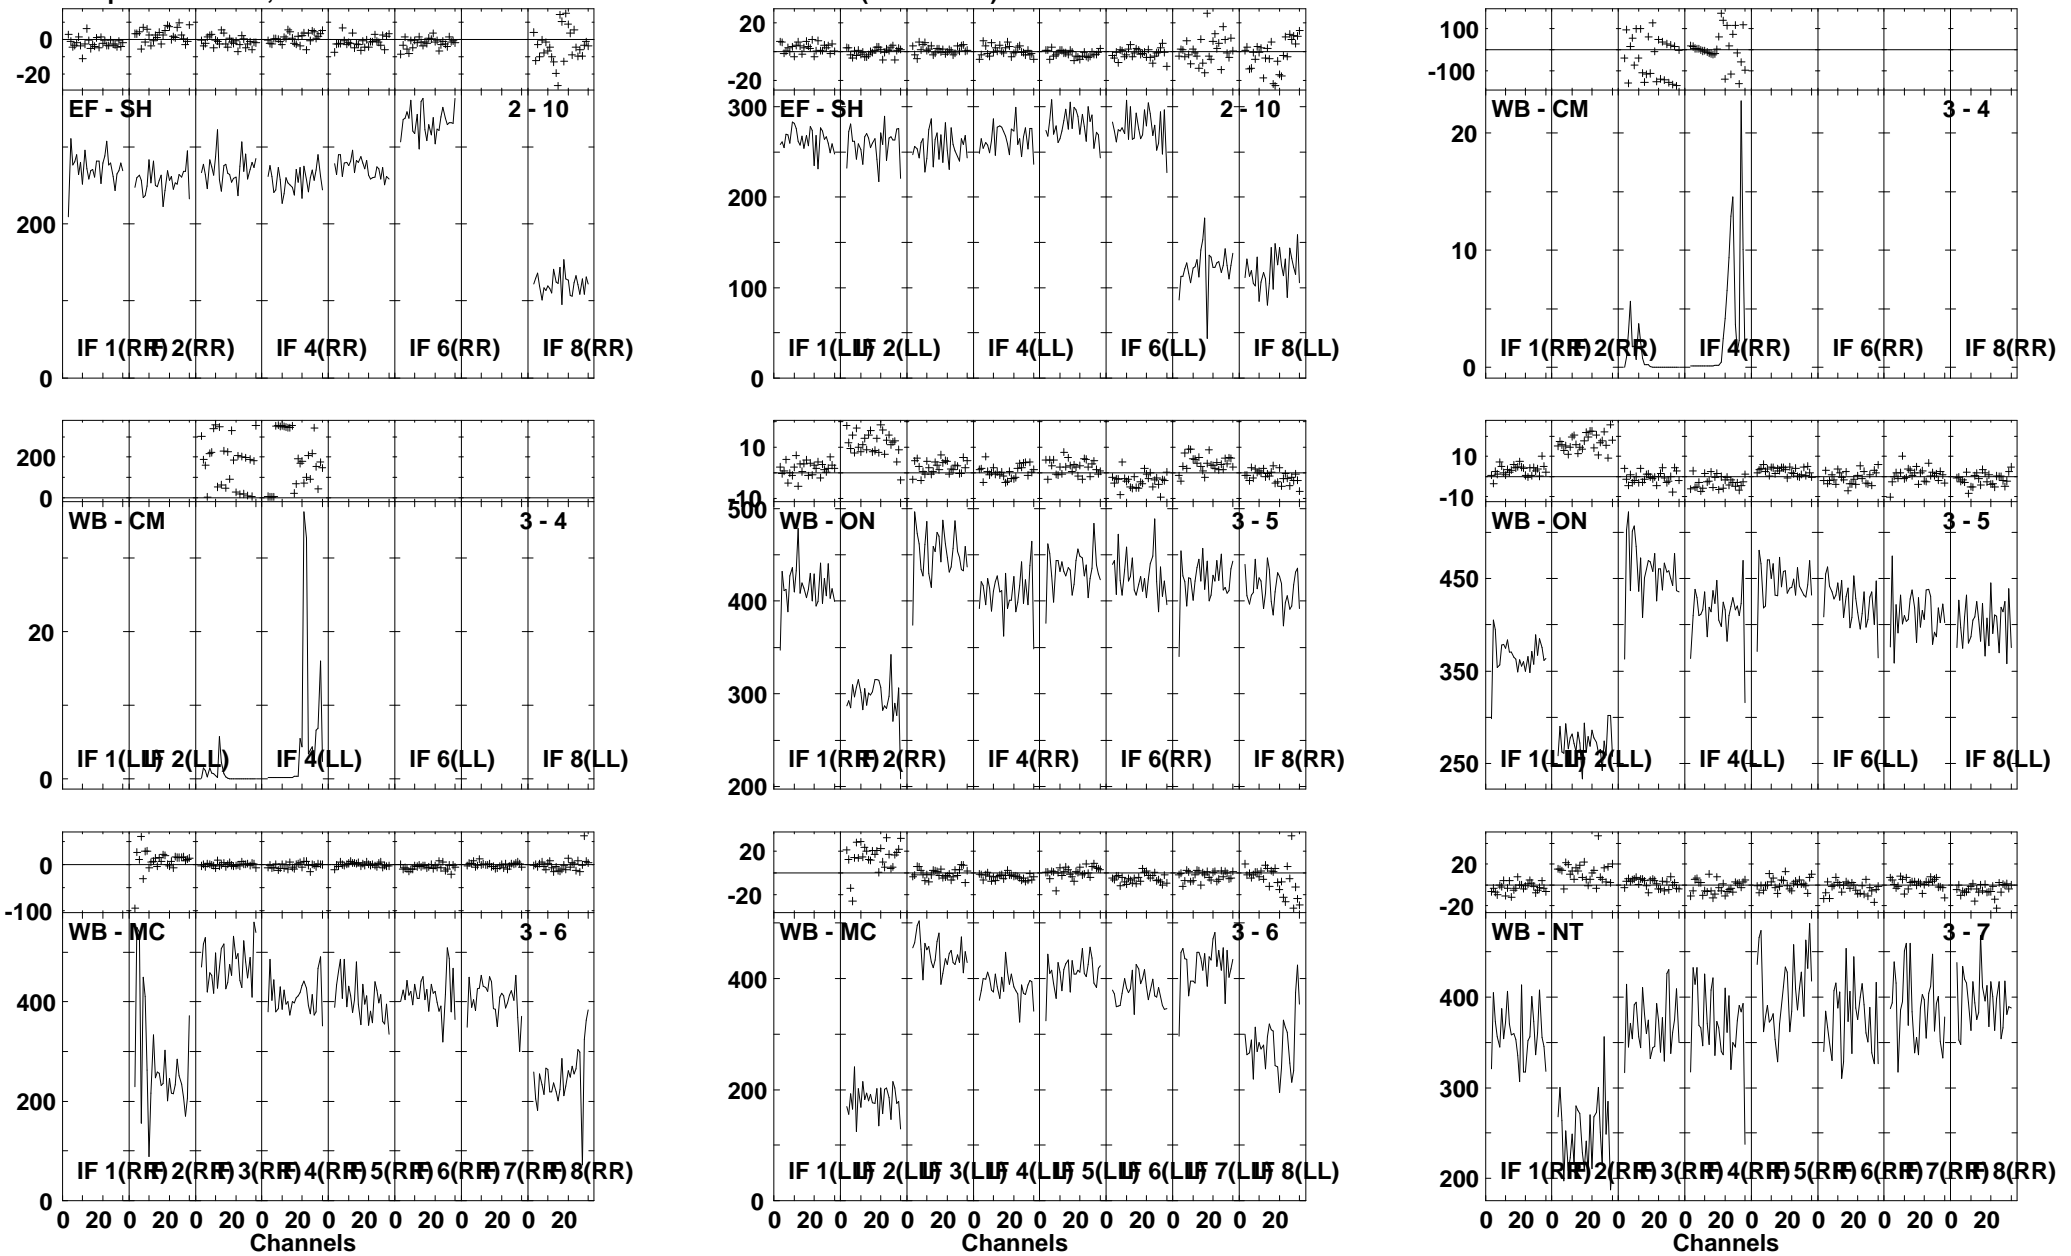 0
20
100
-20
-20
-100
EF - SH 2 - 10
300 EF - SH 2 - 10
WB - CM 3 - 4
20
200
200
10
100
IF 1(RR) IF 2(RR) IF 4(RR) IF 6(RR) IF 8(RR)
IF 1(LL) IF 2(LL) IF 4(LL) IF 6(LL) IF 8(LL)
IF 1(RR) IF 2(RR) IF 4(RR) IF 6(RR) IF 8(RR)
0
0
0
200
10
10
0
-10
-10
WB - CM 3 - 4
500 WB - ON 3 - 5
WB - ON 3 - 5
450
20
400
350
300
IF 1(LL) IF 2(LL) IF 4(LL) IF 6(LL) IF 8(LL)
IF 1(RR) IF 2(RR) IF 4(RR) IF 6(RR) IF 8(RR)
IF 1(LL) IF 2(LL) IF 4(LL) IF 6(LL) IF 8(LL)
0
200
250
0
20
20
-100
-20
-20
WB - MC 3 - 6
WB - MC 3 - 6
WB - NT 3 - 7
400
400
400
300
200
200
200
IF 1(RR) IF 2(RR) IF 3(RR) IF 4(RR) IF 5(RR) IF 6(RR) IF 7(RR) IF 8(RR)
IF 1(LL) IF 2(LL) IF 3(LL) IF 4(LL) IF 5(LL) IF 6(LL) IF 7(LL) IF 8(LL)
IF 1(RR) IF 2(RR) IF 3(RR) IF 4(RR) IF 5(RR) IF 6(RR) IF 7(RR) IF 8(RR)
0
0
0 20 0 20 0 20 0 20 0 20 0 20 0 20 0 20
0 20 0 20 0 20 0 20 0 20 0 20 0 20 0 20
0 20 0 20 0 20 0 20 0 20 0 20 0 20 0 20
Channels
Channels
Channels